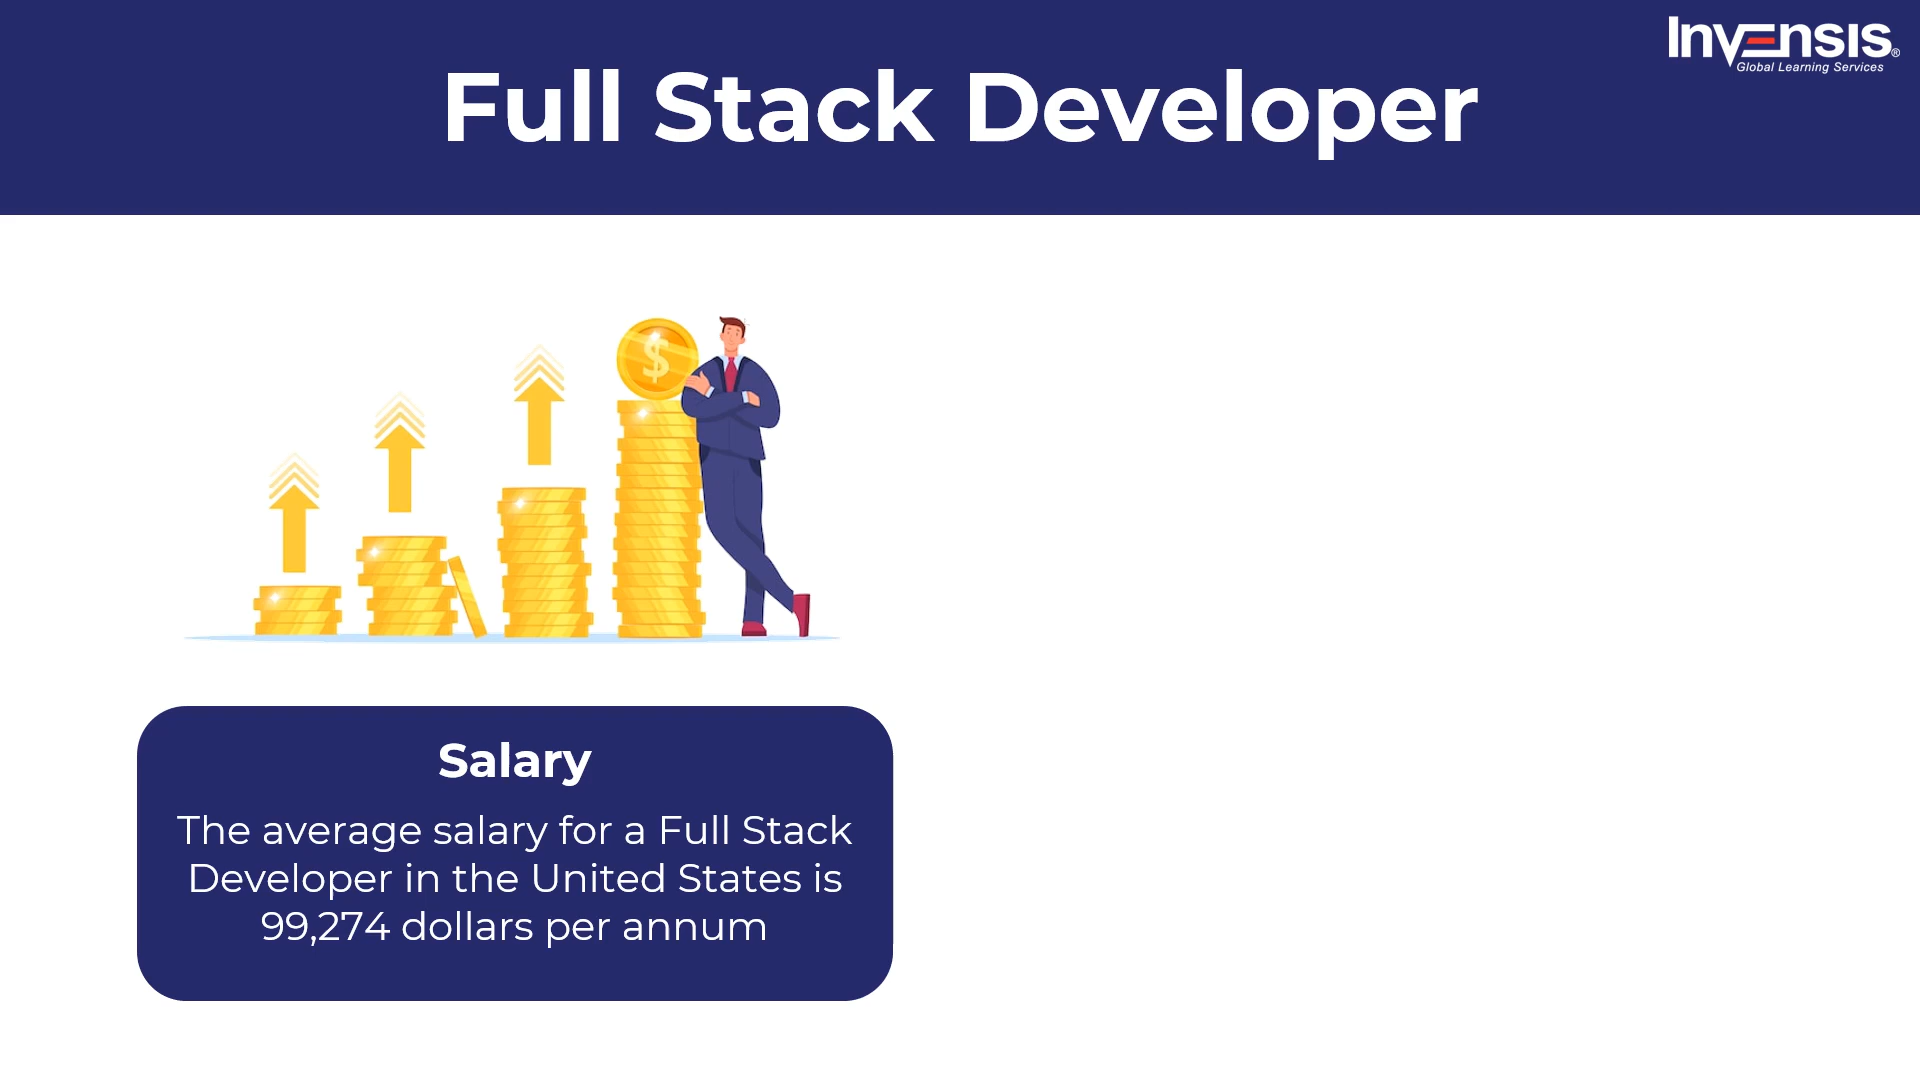 Invensis®
Global Learning Services
Full Stack Developer
$
Salary
The average salary for a Full Stack
Developer in the United States is
99,274 dollars per annum